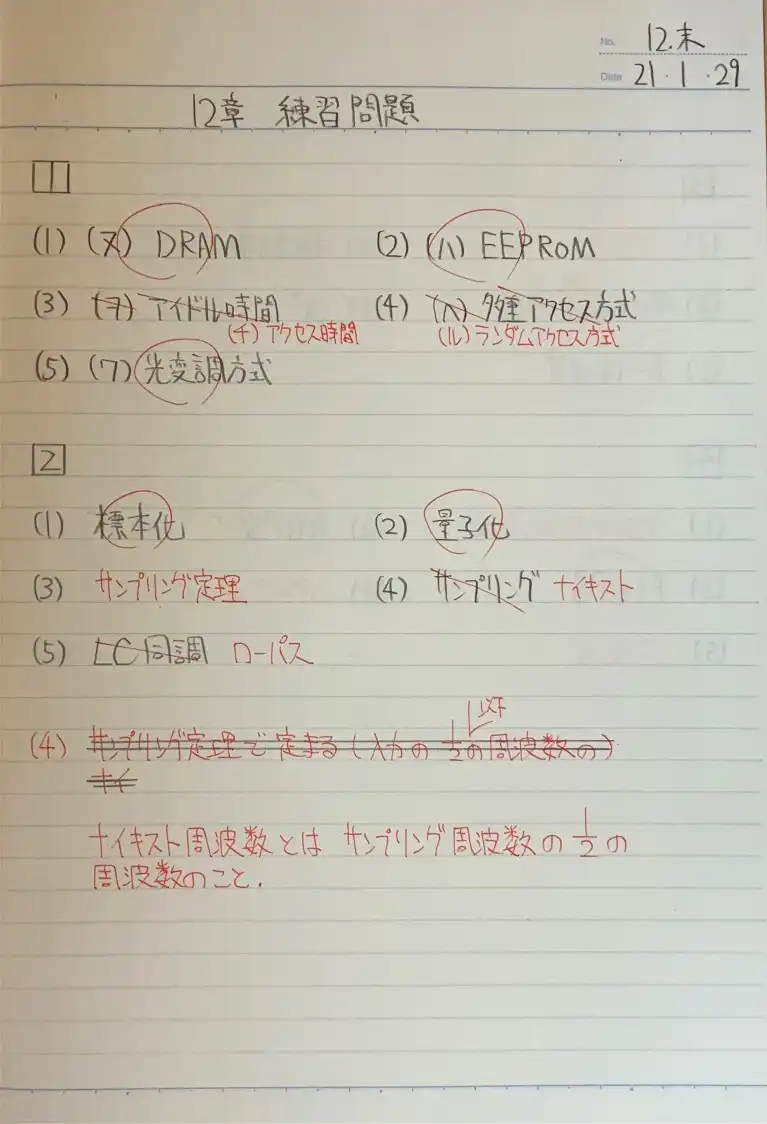 No. 12.末
Date 21・1・29
12章 練習問題
1
(1) (ヌ) DRAM (2) (ハ) EEPROM
(3) (ヲ) アイドル時間 (4) (ヘ) 多重アクセス方式
(チ) アクセス時間 (ル) ランダムアクセス方式
(5) (ワ) 光変調方式
2
(1) 標本化 (2) 量子化
(3) サンプリング定理 (4) サンプリング ナイキスト
(5) LC同調 ローパス
以下
(4) サンプリング定理で定まる(入力の1/2の周波数の)
キイ
ナイキスト周波数とは サンプリング周波数の1/2の
周波数のこと.